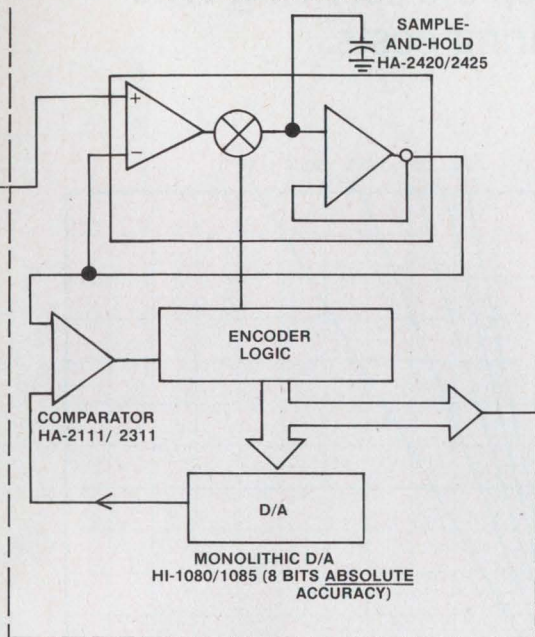 SAMPLE-
AND-HOLD
HA-2420/2425
+
−
ENCODER
LOGIC
COMPARATOR
HA-2111/ 2311
D/A
MONOLITHIC D/A
HI-1080/1085 (8 BITS ABSOLUTE
ACCURACY)